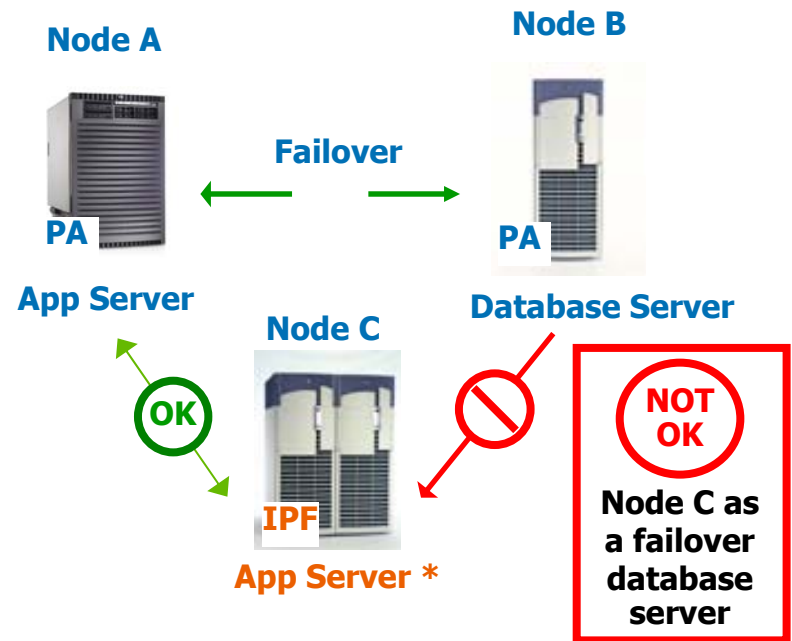 Node A
Node B
Failover
PA
PA
App Server
Database Server
Node C
OK
NOT
OK
IPF
Node C as
a failover
database
server
App Server *